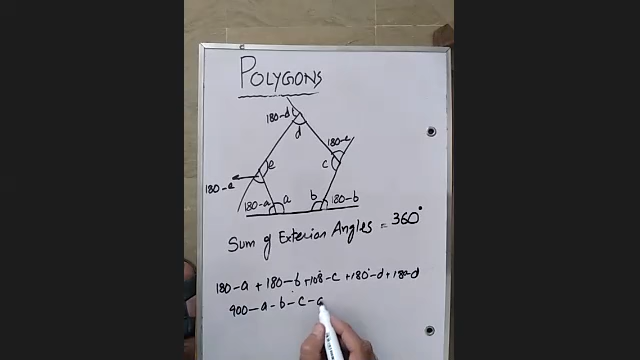 POLYGONS
180-d
d
180-c
c
e
180-e
180-a
a
b
180-b
Sum of Exterior Angles = 360°
180-a + 180-b + 108°-c + 180°-d + 180-d
900-a-b-c-